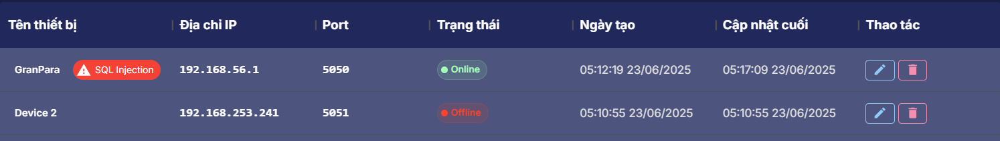 Tên thiết bị Địa chỉ IP Port Trạng thái Ngày tạo Cập nhật cuối Thao tác
GranPara SQL Injection 192.168.56.1 5050 Online 05:12:19 23/06/2025 05:17:09 23/06/2025
Device 2 192.168.253.241 5051 Offline 05:10:55 23/06/2025 05:10:55 23/06/2025